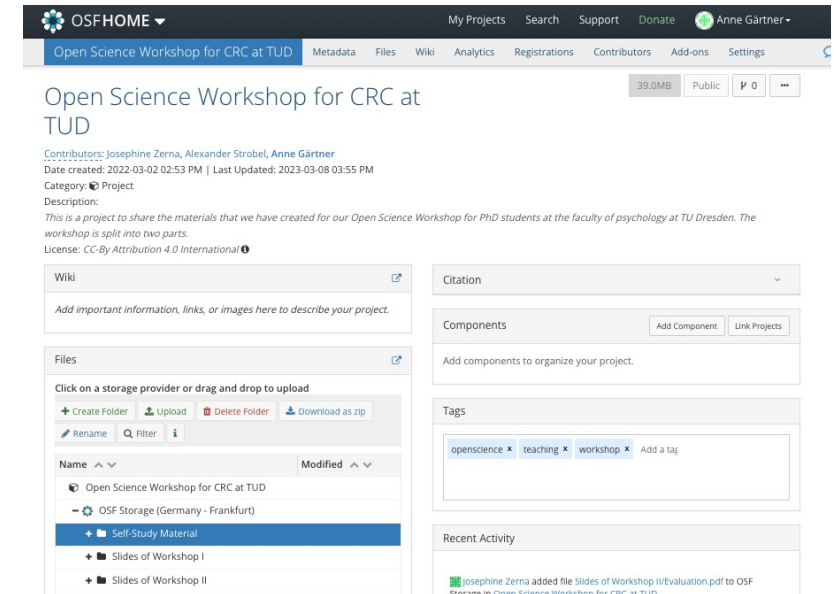 OSFHOME My Projects Search Support Donate Anne Gärtner
Open Science Workshop for CRC at TUD Metadata Files Wiki Analytics Registrations Contributors Add-ons Settings
Open Science Workshop for CRC at
TUD
39.0MB Public 0
Contributors: Josephine Zerna, Alexander Strobel, Anne Gärtner
Date created: 2022-03-02 02:53 PM | Last Updated: 2023-03-08 03:55 PM
Category: Project
Description:
This is a project to share the materials that we have created for our Open Science Workshop for PhD students at the faculty of psychology at TU Dresden. The
workshop is split into two parts.
License: CC-By Attribution 4.0 International
Wiki
Add important information, links, or images here to describe your project.
Files
Click on a storage provider or drag and drop to upload
Create Folder Upload Delete Folder Download as zip
Rename Filter i
Name Modified
Open Science Workshop for CRC at TUD
OSF Storage (Germany - Frankfurt)
Self-Study Material
Slides of Workshop I
Slides of Workshop II
Citation
Components Add Component Link Projects
Add components to organize your project.
Tags
openscience x teaching x workshop x Add a tag
Recent Activity
Josephine Zerna added file Slides of Workshop II/Evaluation.pdf to OSF
Storage in Open Science Workshop for CRC at TUD